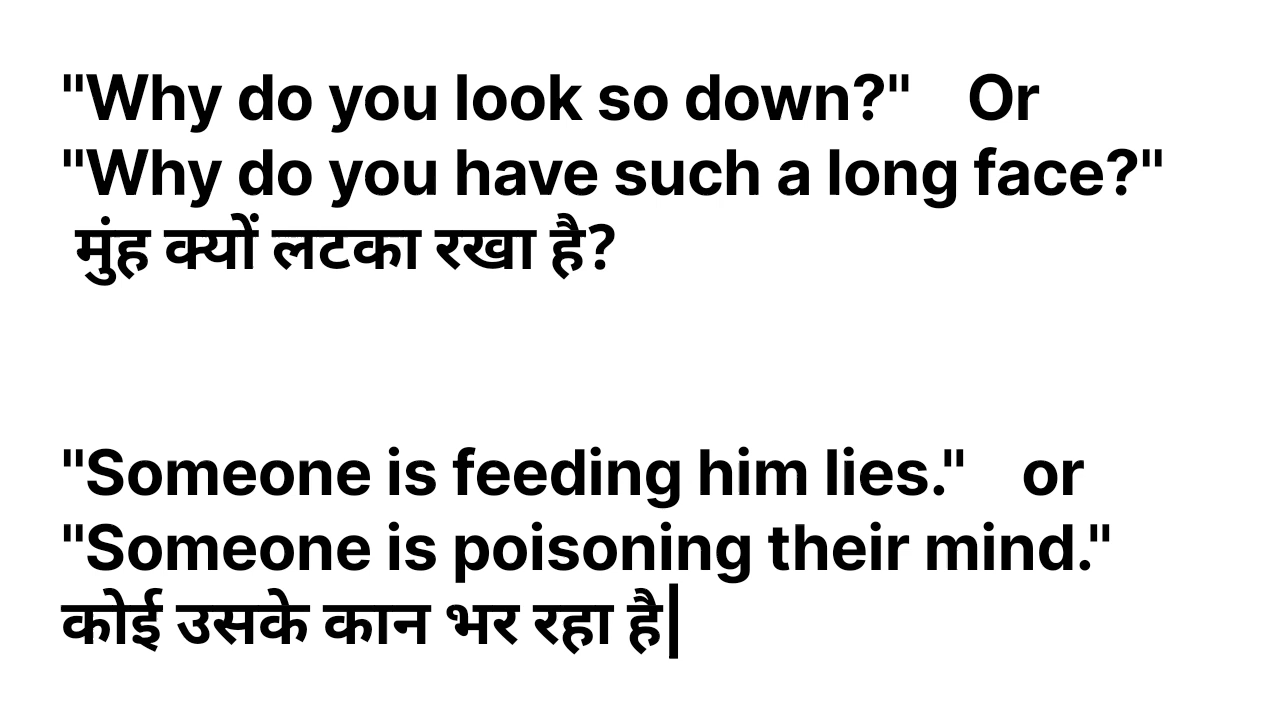 "Why do you look so down?" Or
"Why do you have such a long face?"
मुंह क्यों लटका रखा है?
"Someone is feeding him lies." or
"Someone is poisoning their mind."
कोई उसके कान भर रहा है|